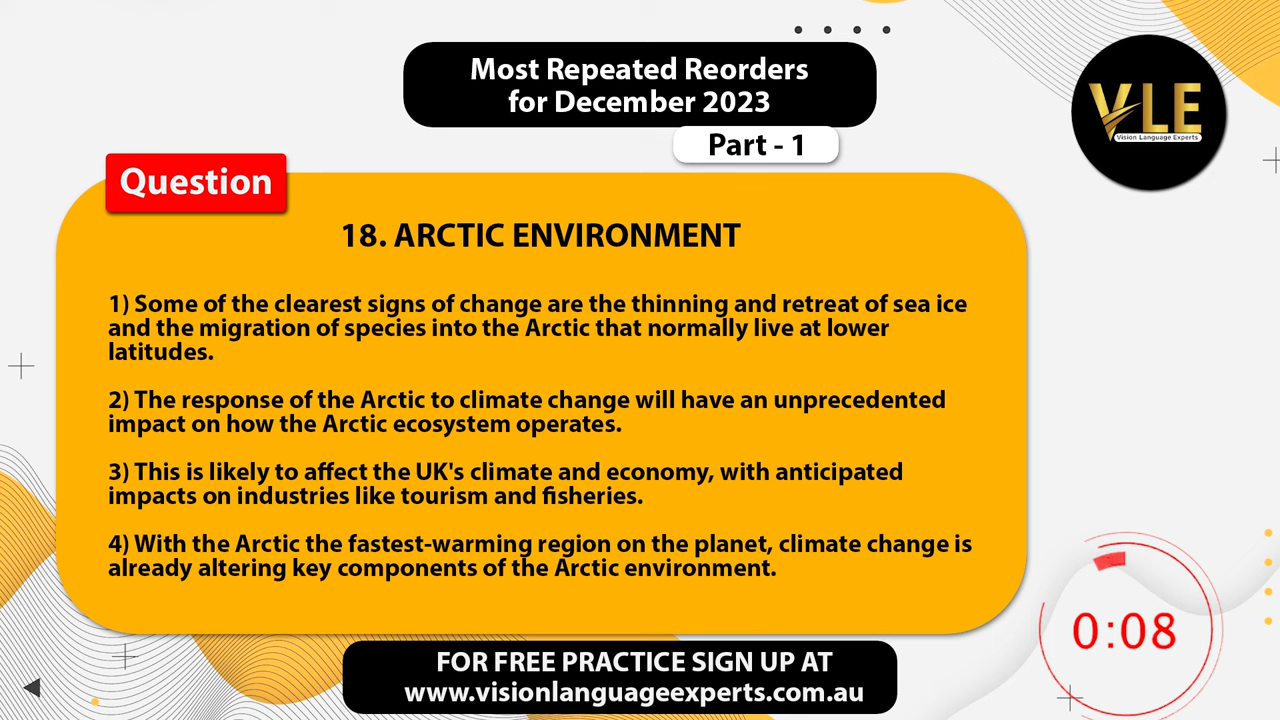 Most Repeated Reorders
for December 2023
Part - 1
VLE
Vision Language Experts
Question
18. ARCTIC ENVIRONMENT
1) Some of the clearest signs of change are the thinning and retreat of sea ice
and the migration of species into the Arctic that normally live at lower
latitudes.
2) The response of the Arctic to climate change will have an unprecedented
impact on how the Arctic ecosystem operates.
3) This is likely to affect the UK's climate and economy, with anticipated
impacts on industries like tourism and fisheries.
4) With the Arctic the fastest-warming region on the planet, climate change is
already altering key components of the Arctic environment.
0:08
FOR FREE PRACTICE SIGN UP AT
www.visionlanguageexperts.com.au